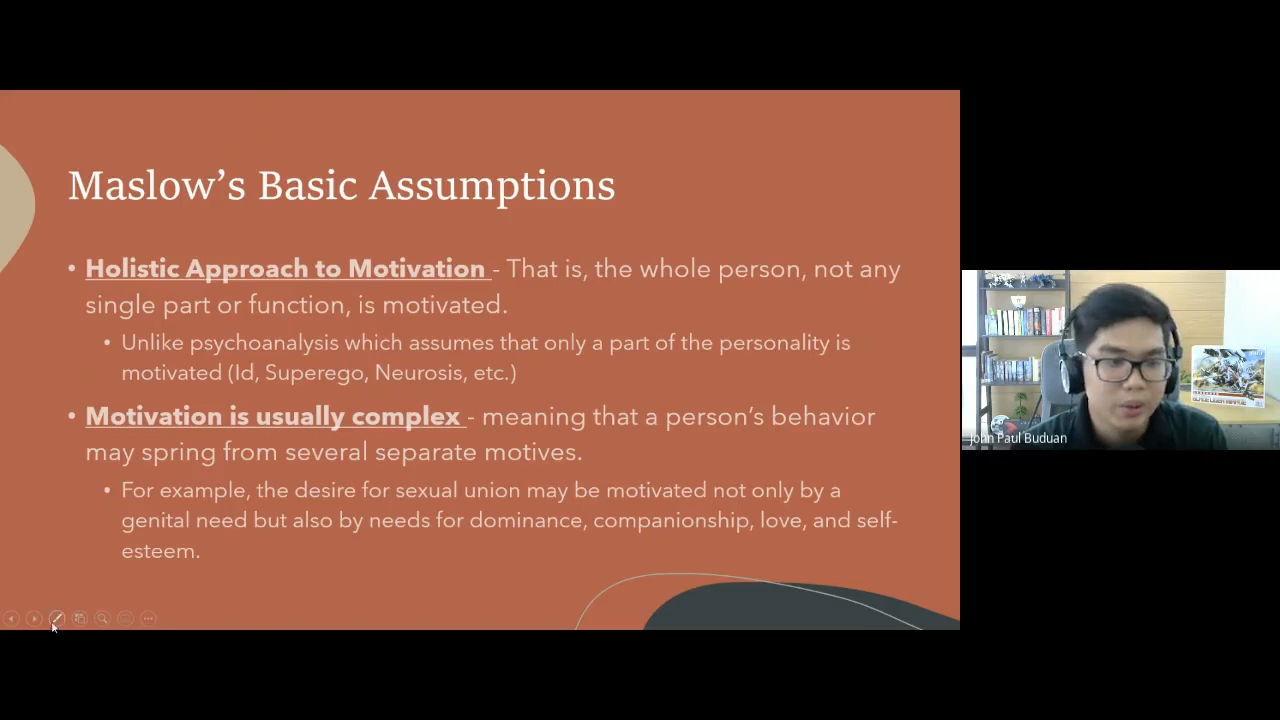 Maslow's Basic Assumptions
• Holistic Approach to Motivation - That is, the whole person, not any
single part or function, is motivated.
• Unlike psychoanalysis which assumes that only a part of the personality is
motivated (Id, Superego, Neurosis, etc.)
• Motivation is usually complex - meaning that a person's behavior
may spring from several separate motives.
• For example, the desire for sexual union may be motivated not only by a
genital need but also by needs for dominance, companionship, love, and self-
esteem.
John Paul Buduan